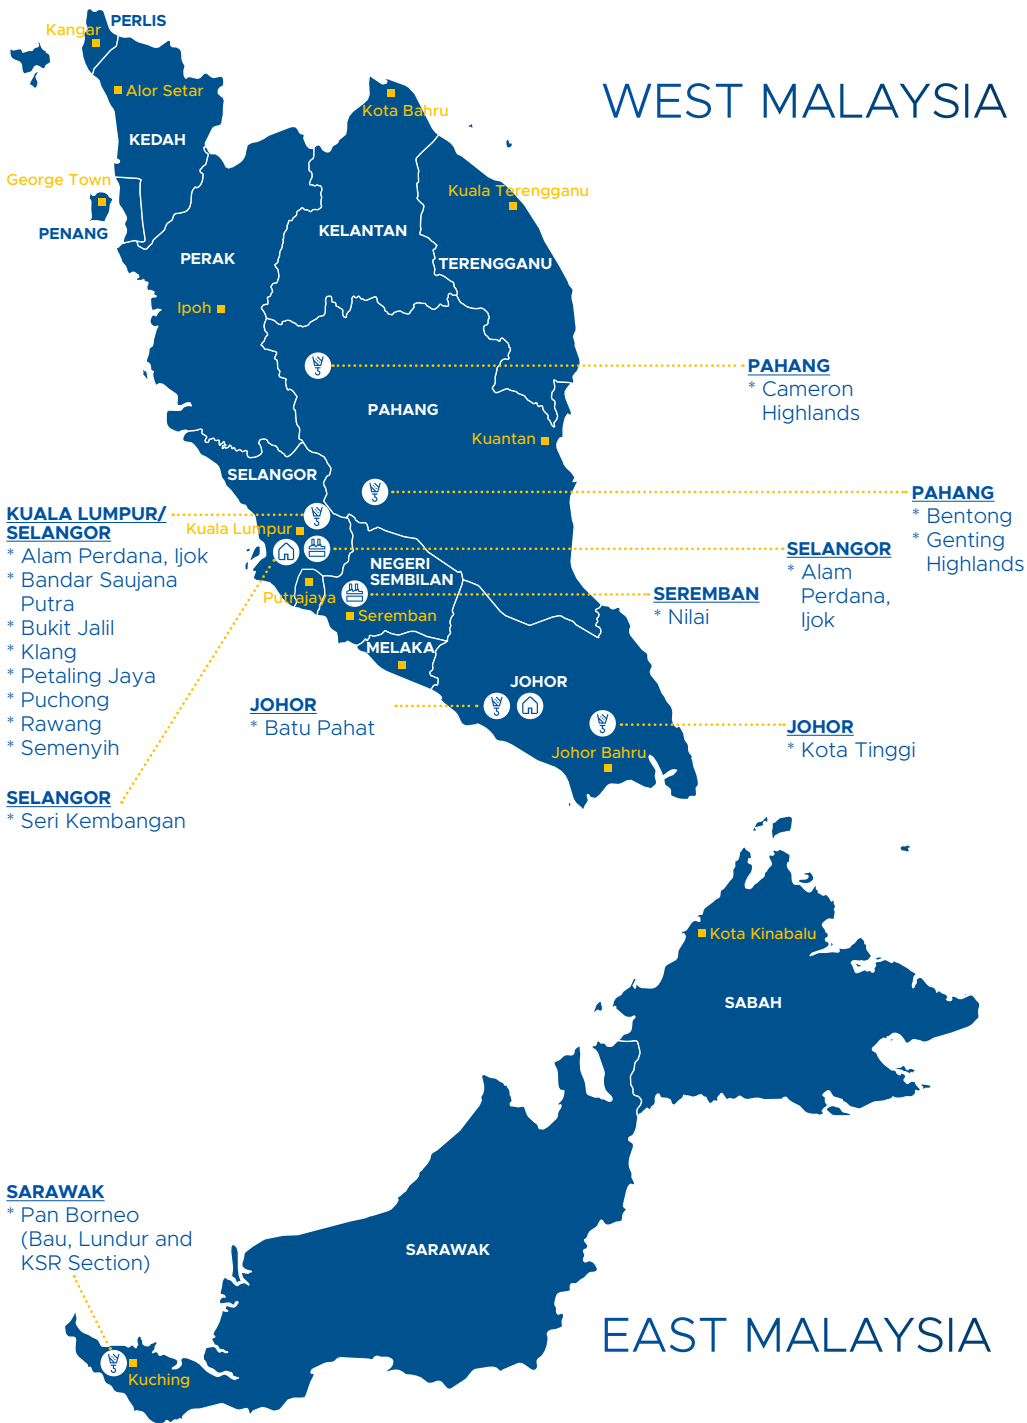 WEST MALAYSIA
PERLIS
Kangar
Alor Setar
KEDAH
Kota Bahru
George Town
PENANG
Kuala Terengganu
KELANTAN
PERAK
TERENGGANU
Ipoh
PAHANG
* Cameron
Highlands
PAHANG
Kuantan
SELANGOR
PAHANG
* Bentong
* Genting
Highlands
KUALA LUMPUR/
SELANGOR
* Alam Perdana, Ijok
* Bandar Saujana
Putra
* Bukit Jalil
* Klang
* Petaling Jaya
* Puchong
* Rawang
* Semenyih
Kuala Lumpur
SELANGOR
* Alam
Perdana,
Ijok
NEGERI
SEMBILAN
Putrajaya
SEREMBAN
* Nilai
Seremban
MELAKA
JOHOR
JOHOR
* Batu Pahat
JOHOR
* Kota Tinggi
Johor Bahru
SELANGOR
* Seri Kembangan
Kota Kinabalu
SABAH
SARAWAK
* Pan Borneo
(Bau, Lundur and
KSR Section)
SARAWAK
EAST MALAYSIA
Kuching